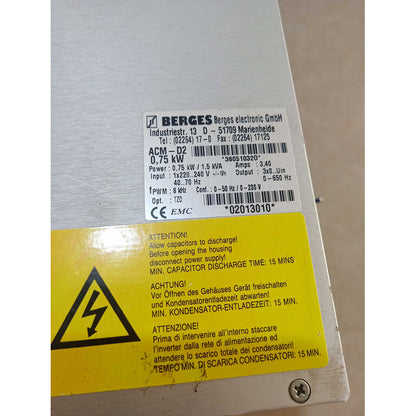 BERGES Berges electronic GmbH
Industriestr. 13 D - 51709 Marienheide
Tel : (02254) 17-0 Fax : (02264) 17125
ACM - D2
0,75 kW *36051032D*
Power : 0,75 kW / 1,5 kVA Amps : 3,40
Input : 1x220..240 V +/-10% Output : 3x0..Uin
40..70 Hz 0-650 Hz
fPWM : 8 kHz Conf. : 0-50 Hz / 0-230 V
Opt. : T20
CE EMC *02013010*
ATTENTION!
Allow capacitors to discharge!
Before opening the housing
disconnect power supply!
MIN. CAPACITOR DISCHARGE TIME: 15 MINS
ACHTUNG!
Vor Öffnen des Gehäuses Gerät freischalten
und Kondensatorentladezeit abwarten!
MIN. KONDENSATOR-ENTLADEZEIT: 15 MIN.
ATTENZIONE!
Prima di intervenire all'interno staccare
l'inverter dalla rete di alimentazione ed
attendere lo scarico totale dei condensatori!
TEMPO MIN. DI SCARICA CONDENSATORI: 15 MIN.